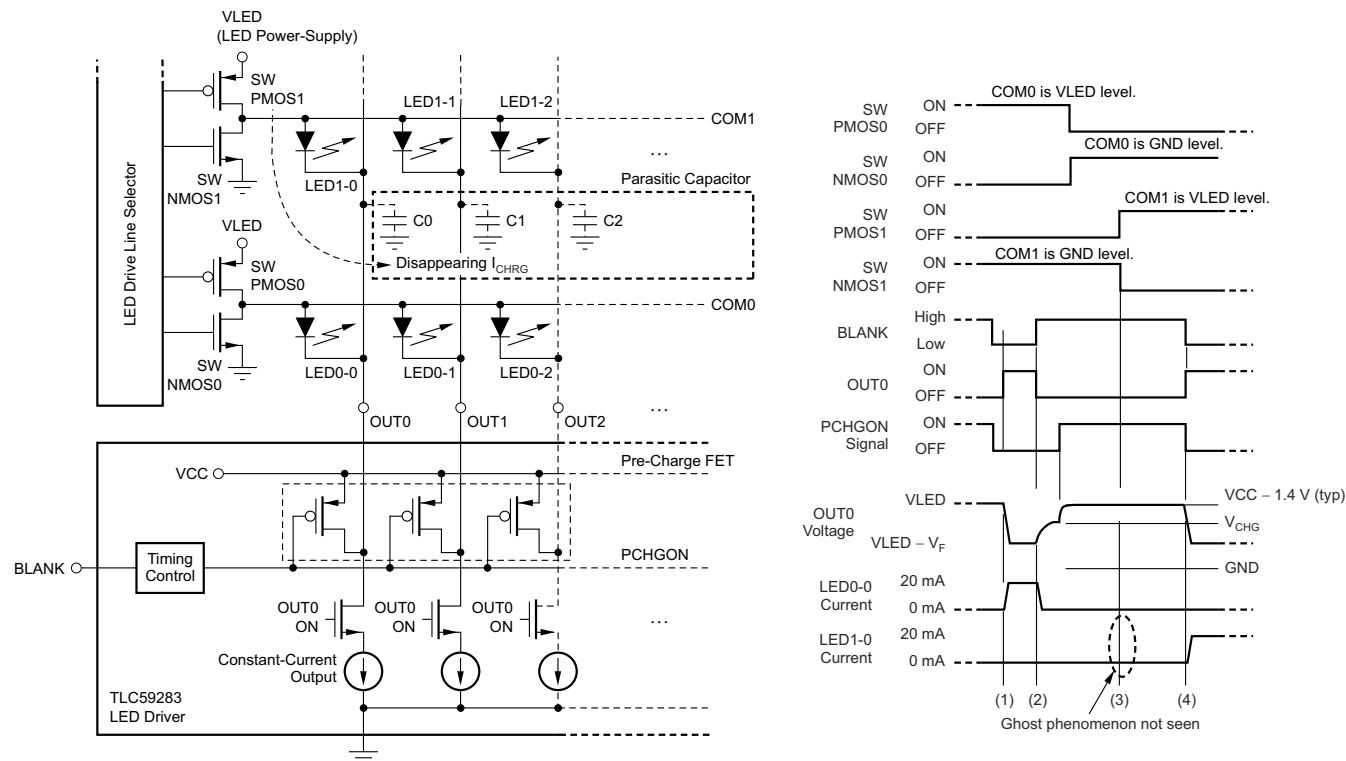 VLED
(LED Power-Supply)
SW
PMOS1
LED1-1
LED1-2
COM1
LED Drive Line Selector
SW
NMOS1
LED1-0
...
Parasitic Capacitor
C0
C1
C2
VLED
Disappearing ICHRG
SW
PMOS0
COM0
SW
NMOS0
LED0-0
LED0-1
LED0-2
...
OUT0
OUT1
OUT2
...
Pre-Charge FET
VCC
BLANK
Timing
Control
PCHGON
OUT0
ON
OUT0
ON
OUT0
ON
...
Constant-Current
Output
TLC59283
LED Driver
COM0 is VLED level.
SW
PMOS0
ON
OFF
COM0 is GND level.
SW
NMOS0
ON
OFF
COM1 is VLED level.
SW
PMOS1
ON
OFF
COM1 is GND level.
SW
NMOS1
ON
OFF
BLANK
High
Low
OUT0
ON
OFF
PCHGON
Signal
ON
OFF
OUT0
Voltage
VLED
VLED – VF
VCC – 1.4 V (typ)
VCHG
GND
LED0-0
Current
20 mA
0 mA
LED1-0
Current
20 mA
0 mA
(1)
(2)
(3)
(4)
Ghost phenomenon not seen